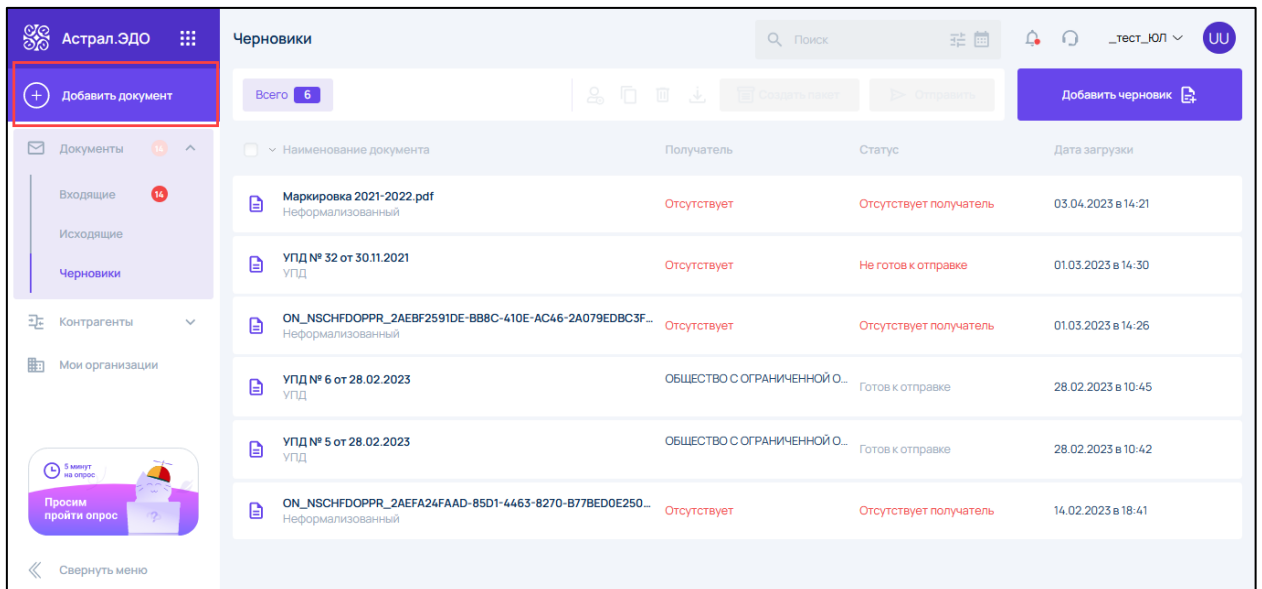 Астрал.ЭДО
Черновики
Поиск
_тест_ЮЛ
UU
Добавить документ
Всего 6
Создать пакет
Отправить
Добавить черновик
Документы 14
Наименование документа
Получатель
Статус
Дата загрузки
Входящие 14
Исходящие
Черновики
Контрагенты
Мои организации
Маркировка 2021-2022.pdf
Неформализованный
Отсутствует
Отсутствует получатель
03.04.2023 в 14:21
УПД № 32 от 30.11.2021
УПД
Отсутствует
Не готов к отправке
01.03.2023 в 14:30
ON_NSCHFDOPPR_2AEBF2591DE-BB8C-410E-AC46-2A079EDBC3F...
Неформализованный
Отсутствует
Отсутствует получатель
01.03.2023 в 14:26
УПД № 6 от 28.02.2023
УПД
ОБЩЕСТВО С ОГРАНИЧЕННОЙ О...
Готов к отправке
28.02.2023 в 10:45
УПД № 5 от 28.02.2023
УПД
ОБЩЕСТВО С ОГРАНИЧЕННОЙ О...
Готов к отправке
28.02.2023 в 10:42
ON_NSCHFDOPPR_2AEFA24FAAD-85D1-4463-8270-B77BED0E250...
Неформализованный
Отсутствует
Отсутствует получатель
14.02.2023 в 18:41
5 минут
на опрос
Просим
пройти опрос
?
Свернуть меню